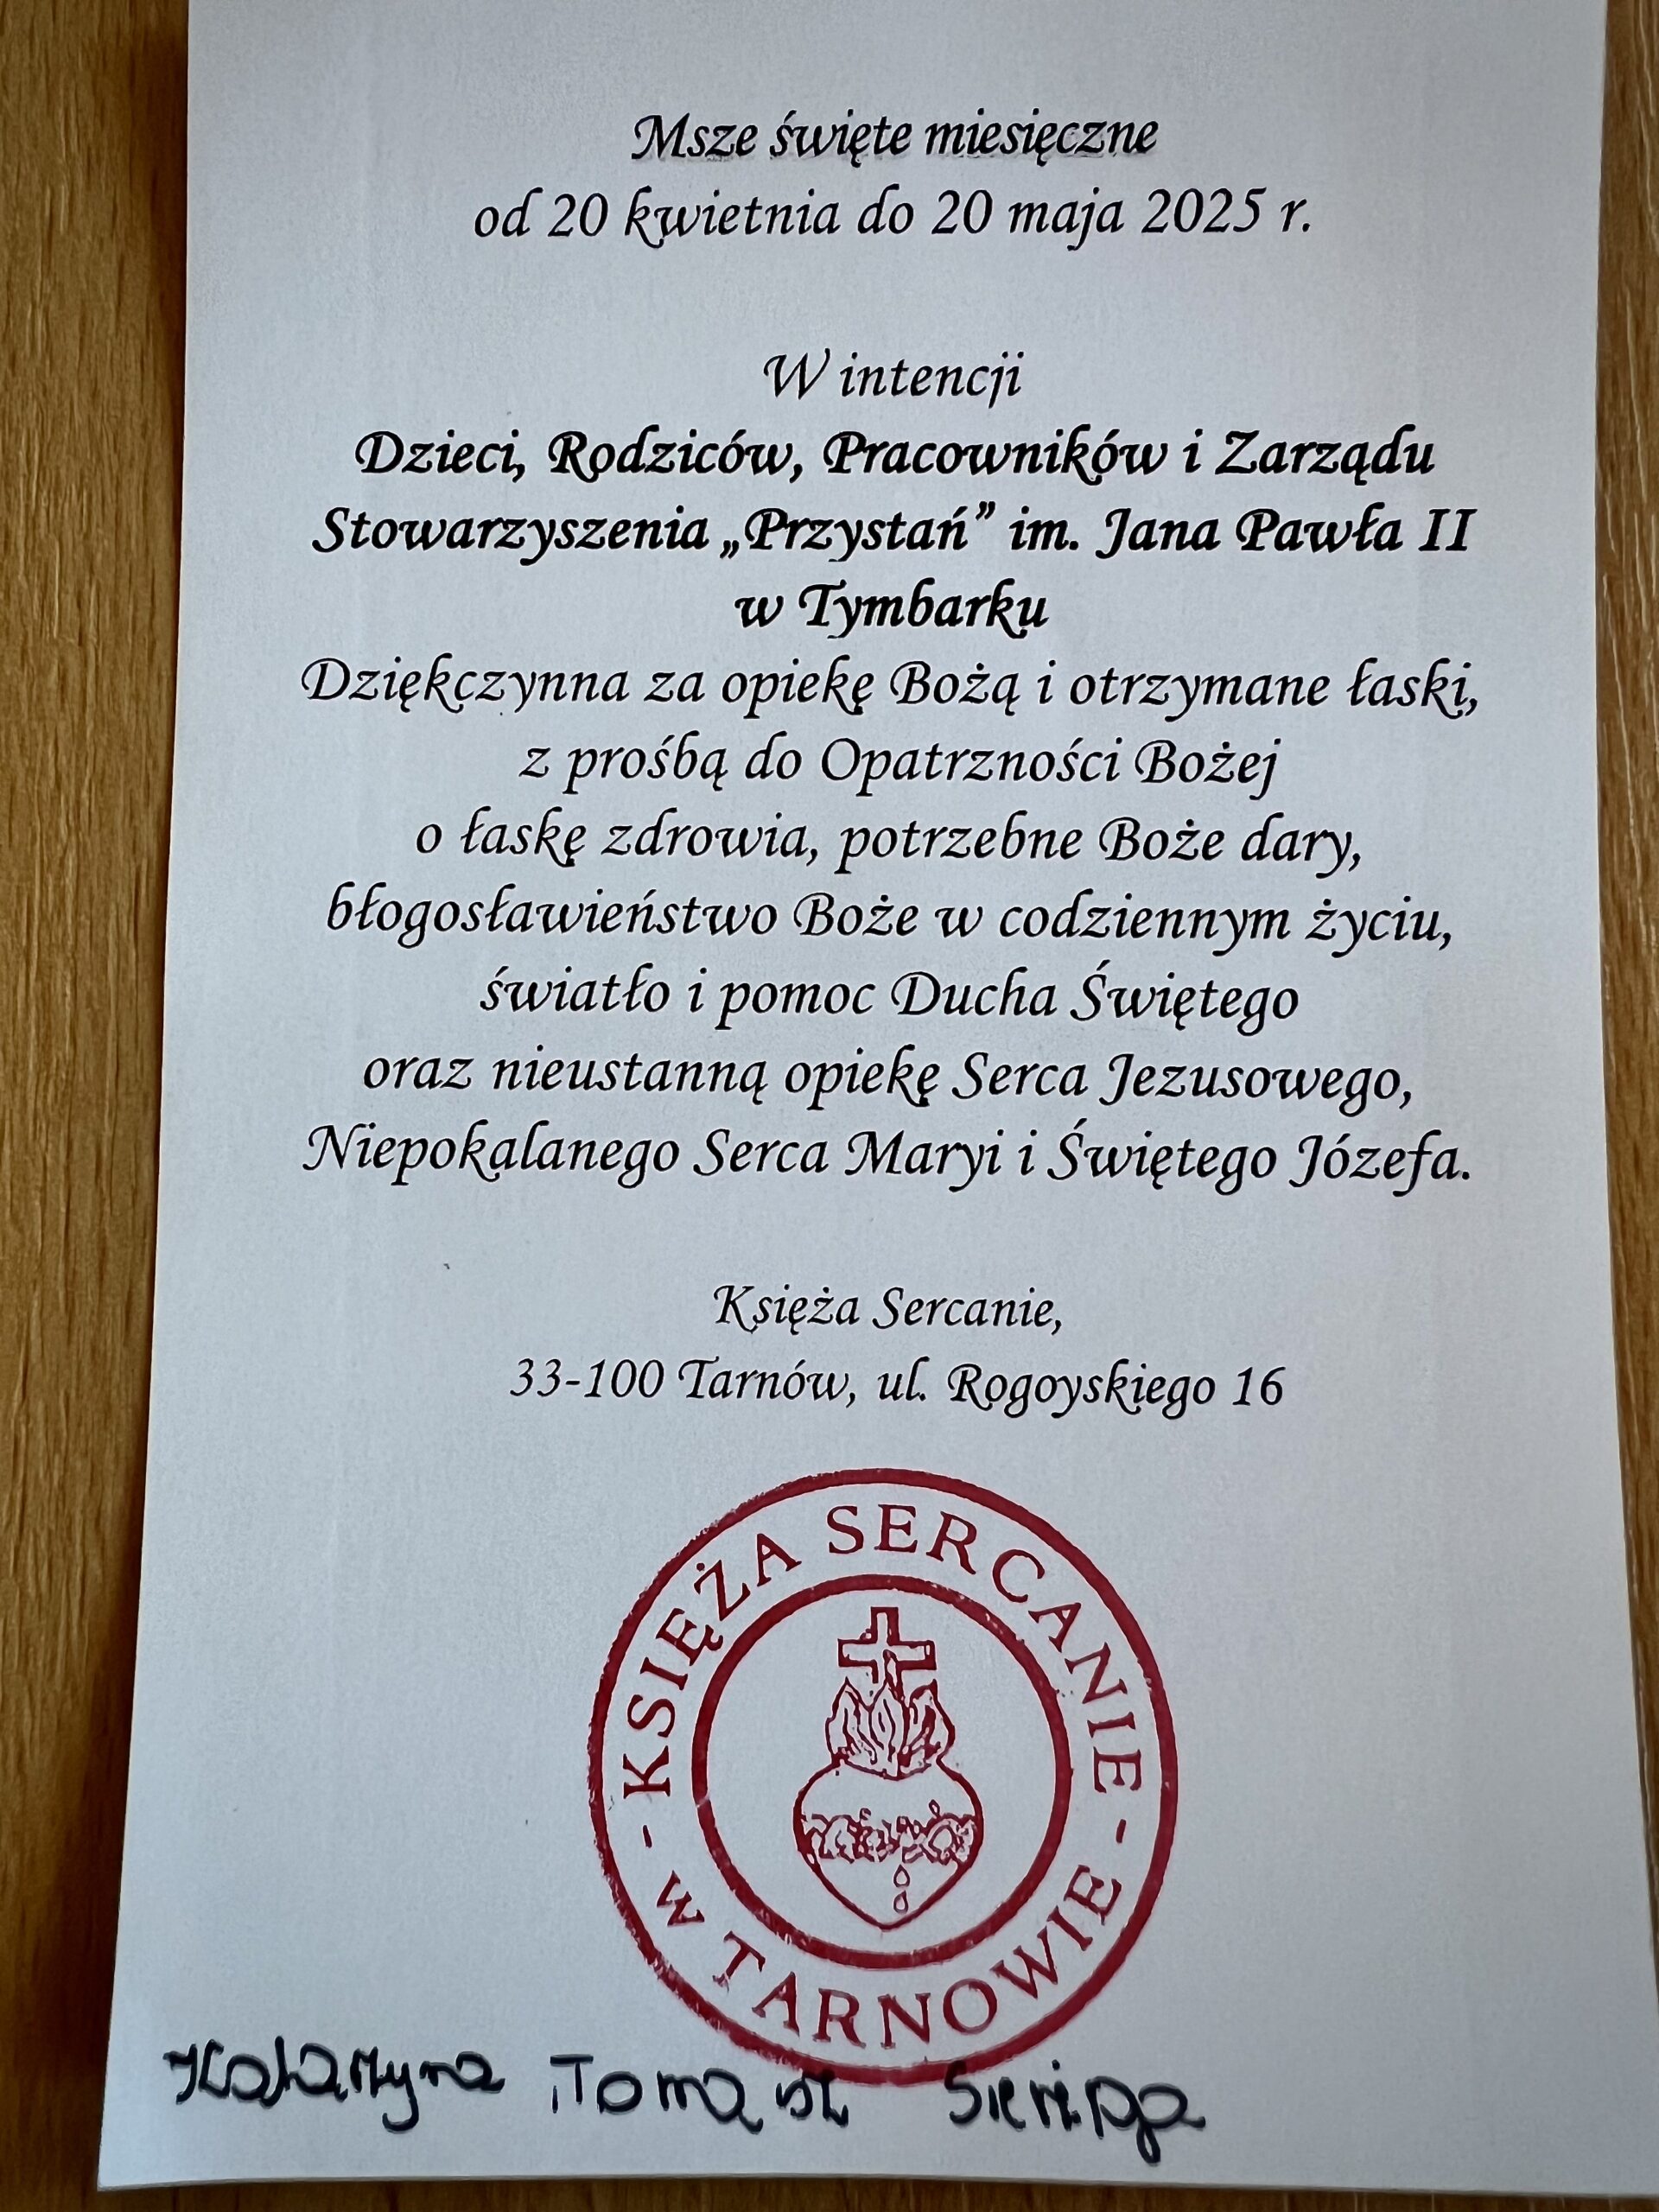 Msze święte miesięczne
od 20 kwietnia do 20 maja 2025 r.
W intencji
Dzieci, Rodziców, Pracowników i Zarządu
Stowarzyszenia „Przystań” im. Jana Pawła II
w Tymbarku
Dziękczynna za opiekę Bożą i otrzymane łaski,
z prośbą do Opatrzności Bożej
o łaskę zdrowia, potrzebne Boże dary,
błogosławieństwo Boże w codziennym życiu,
światło i pomoc Ducha Świętego
oraz nieustanną opiekę Serca Jezusowego,
Niepokalanego Serca Maryi i Świętego Józefa.
Księża Sercanie,
33-100 Tarnów, ul. Rogoyskiego 16
KSIĘŻA SERCANIE
- W TARNOWIE -
Katarzyna